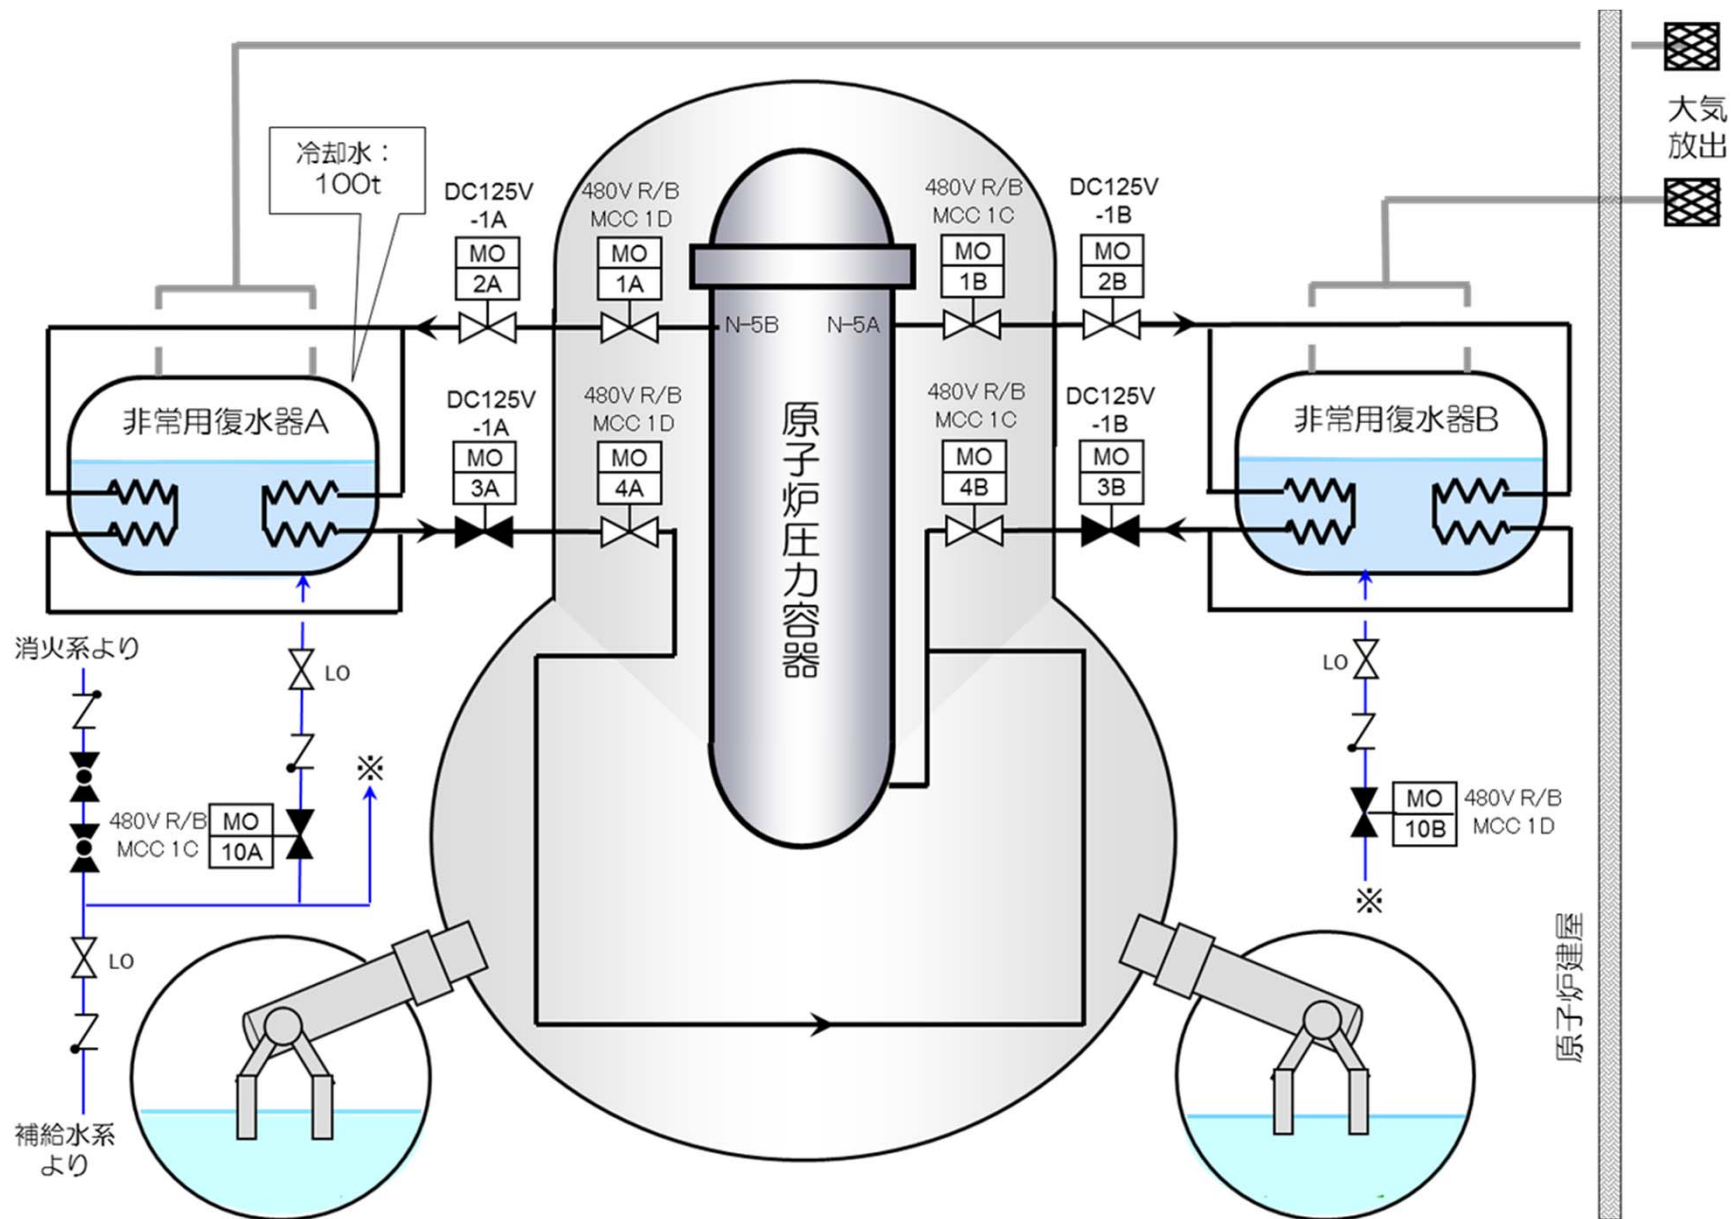 大気
放出
冷却水：
100t
DC125V
-1A
MO
2A
480V R/B
MCC 1D
MO
1A
480V R/B
MCC 1C
MO
1B
DC125V
-1B
MO
2B
N-5B
N-5A
非常用復水器A
DC125V
-1A
MO
3A
480V R/B
MCC 1D
MO
4A
原子炉圧力容器
480V R/B
MCC 1C
MO
4B
DC125V
-1B
MO
3B
非常用復水器B
消火系より
LO
※
480V R/B
MCC 1C
MO
10A
LO
補給水系
より
LO
MO
10B
480V R/B
MCC 1D
※
原子炉建屋